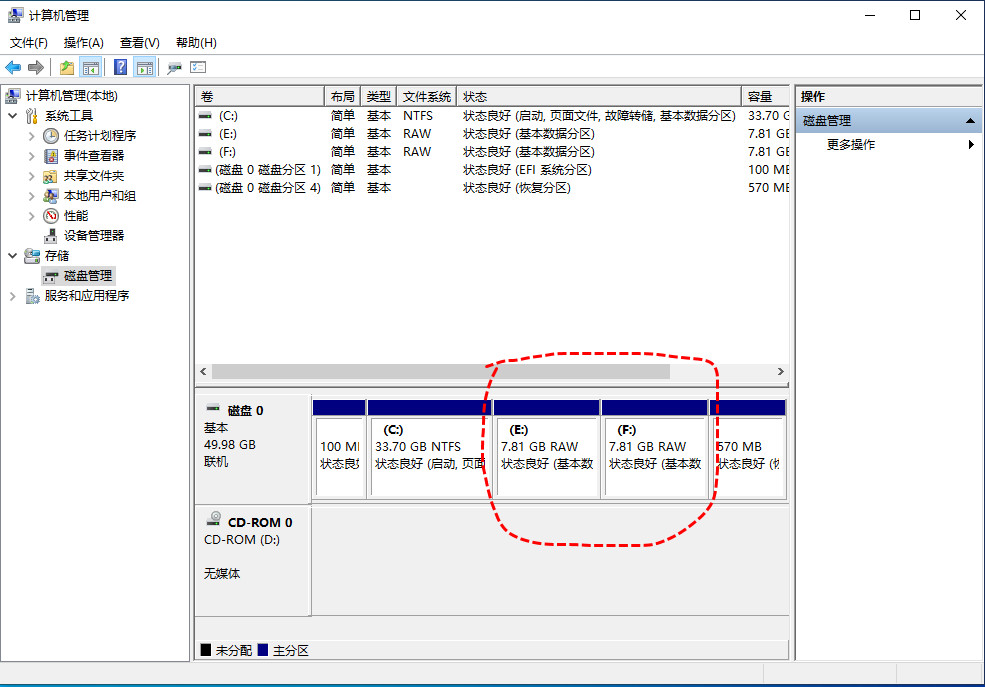 计算机管理
文件(F) 操作(A) 查看(V) 帮助(H)
计算机管理(本地)
系统工具
任务计划程序
事件查看器
共享文件夹
本地用户和组
性能
设备管理器
存储
磁盘管理
服务和应用程序
卷 布局 类型 文件系统 状态 容量
(C:) 简单 基本 NTFS 状态良好 (启动, 页面文件, 故障转储, 基本数据分区) 33.70 G
(E:) 简单 基本 RAW 状态良好 (基本数据分区) 7.81 GE
(F:) 简单 基本 RAW 状态良好 (基本数据分区) 7.81 GE
(磁盘 0 磁盘分区 1) 简单 基本 状态良好 (EFI 系统分区) 100 ME
(磁盘 0 磁盘分区 4) 简单 基本 状态良好 (恢复分区) 570 ME
磁盘 0
基本
49.98 GB
联机
100 MI
状态良好
(C:)
33.70 GB NTFS
状态良好 (启动, 页面
(E:)
7.81 GB RAW
状态良好 (基本数
(F:)
7.81 GB RAW
状态良好 (基本数
570 MB
状态良好 (恢
CD-ROM 0
CD-ROM (D:)
无媒体
未分配 主分区
操作
磁盘管理
更多操作